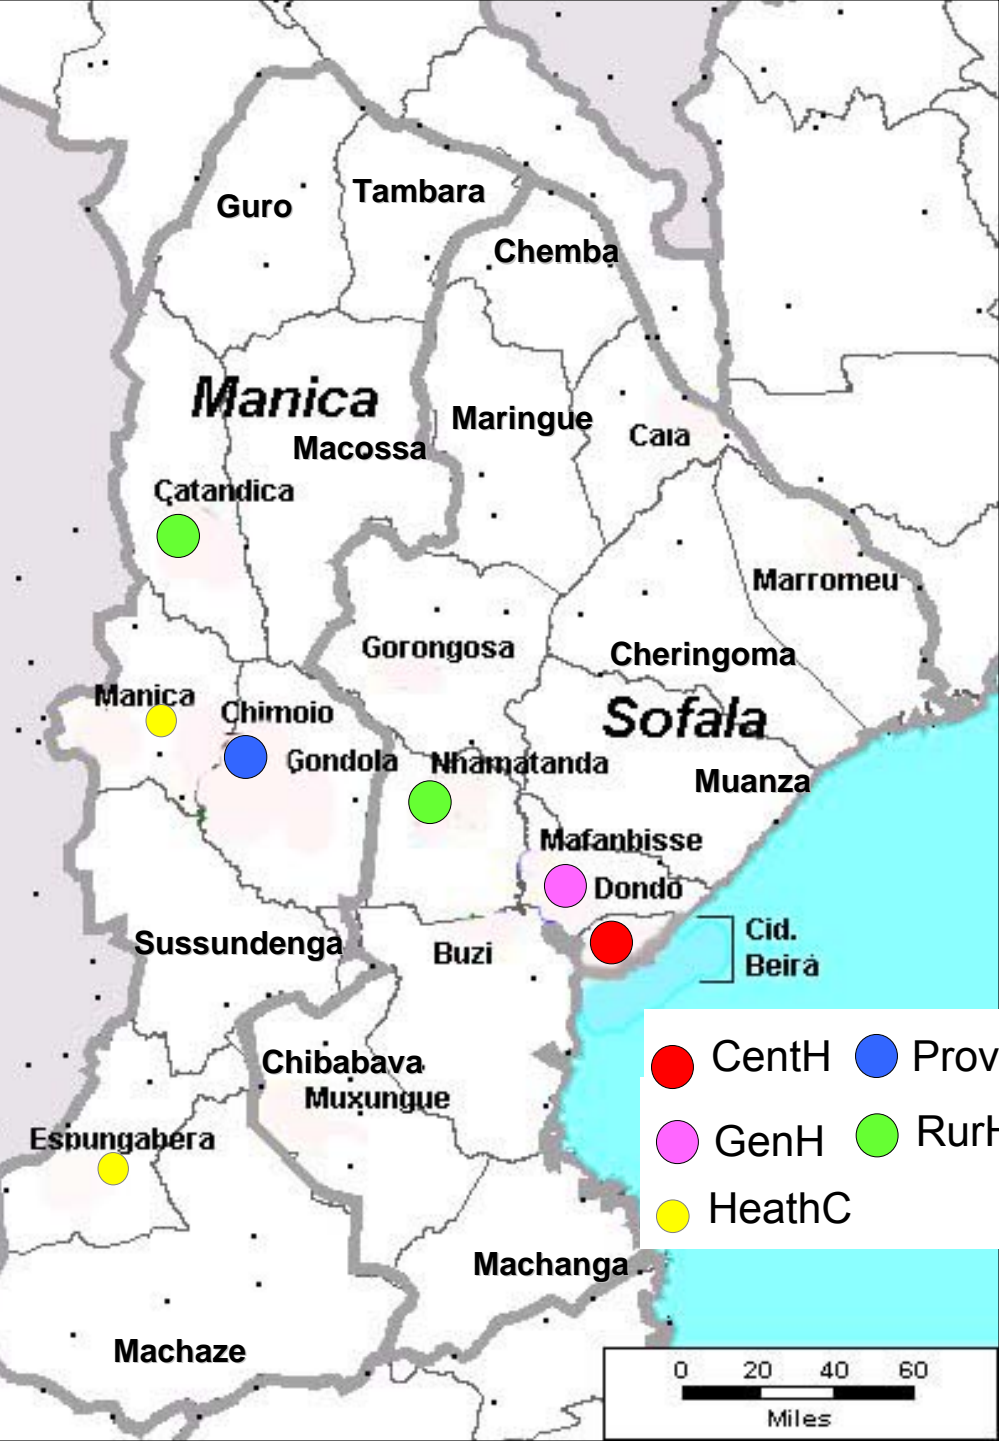 Tambara
Guro
Chemba
Manica
Maringue
Macossa
Caia
Catandica
Marromeu
Gorongosa
Cheringoma
Manica
Chimoio
Sofala
Gondola
Nhamatanda
Muanza
Mafanbisse
Dondo
Cid.
Beira
Sussundenga
Buzi
Chibabava
Muxungue
CentH
Prov
GenH
RurH
HeathC
Espungabera
Machanga
Machaze
0 20 40 60
Miles